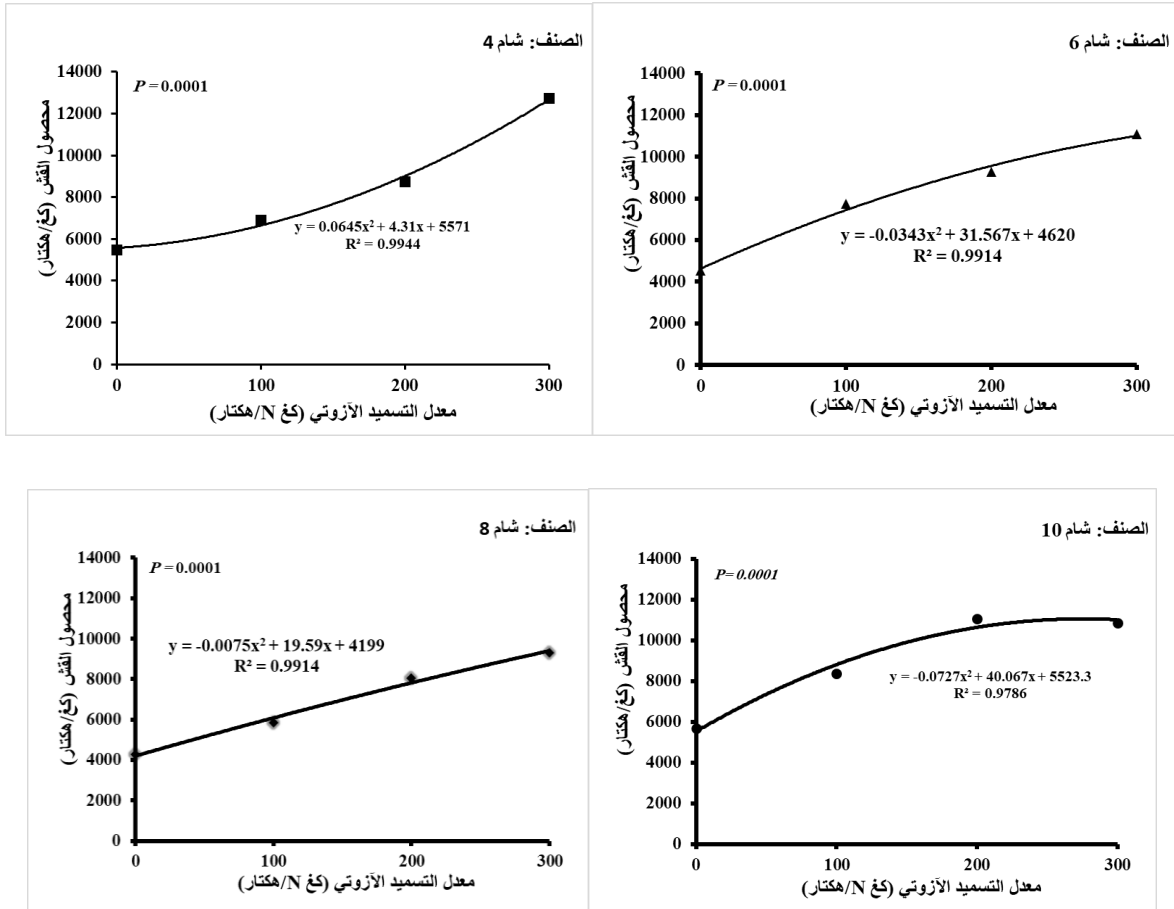 الصنف: شام 4
P = 0.0001
محصول القش (كغ/هكتار)
14000
12000
10000
8000
6000
4000
2000
0
y = 0.0645x² + 4.31x + 5571
R² = 0.9944
0 100 200 300
معدل التسميد الآزوتي (كغ N/هكتار)
الصنف: شام 6
P = 0.0001
محصول القش (كغ/هكتار)
14000
12000
10000
8000
6000
4000
2000
0
y = -0.0343x² + 31.567x + 4620
R² = 0.9914
0 100 200 300
معدل التسميد الآزوتي (كغ N/هكتار)
الصنف: شام 8
P = 0.0001
محصول القش (كغ/هكتار)
14000
12000
10000
8000
6000
4000
2000
0
y = -0.0075x² + 19.59x + 4199
R² = 0.9914
0 100 200 300
معدل التسميد الآزوتي (كغ N/هكتار)
الصنف: شام 10
P= 0.0001
محصول القش (كغ/هكتار)
14000
12000
10000
8000
6000
4000
2000
0
y = -0.0727x² + 40.067x + 5523.3
R² = 0.9786
0 100 200 300
معدل التسميد الآزوتي (كغ N/هكتار)